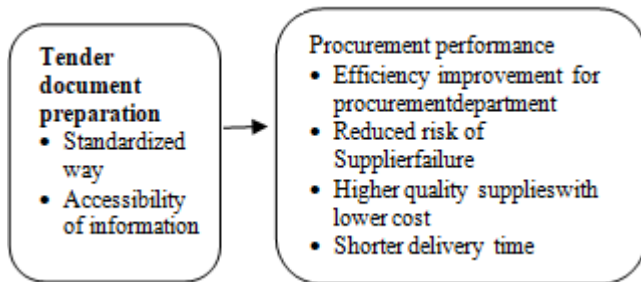 Tender
document
preparation
• Standardized
way
• Accessibility
of information
Procurement performance
• Efficiency improvement for
procurementdepartment
• Reduced risk of
Supplierfailure
• Higher quality supplieswith
lower cost
• Shorter delivery time